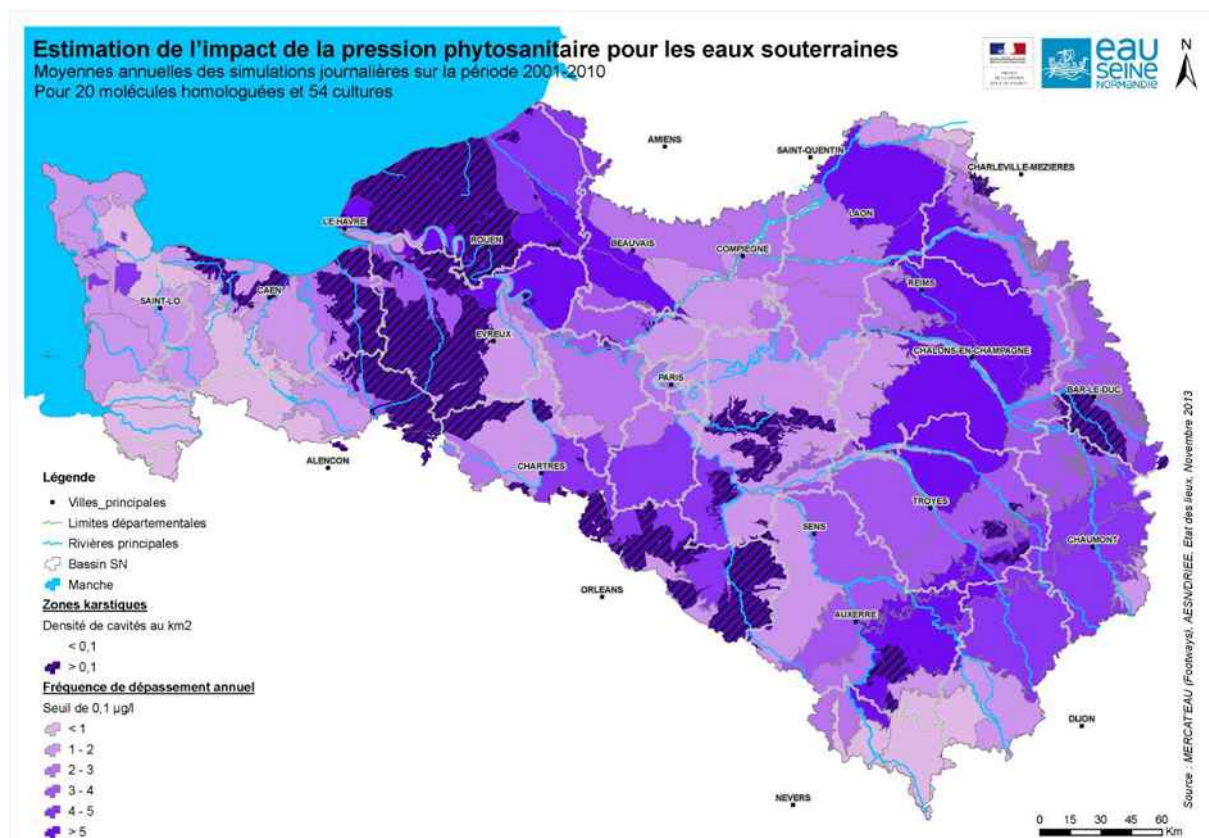 Estimation de l'impact de la pression phytosanitaire pour les eaux souterraines
Moyennes annuelles des simulations journalières sur la période 2001-2010
Pour 20 molécules homologuées et 54 cultures
eau
SEINE
NORMANDIE
N
AMIENS
SAINT-QUENTIN
CHARLEVILLE-MEZIERES
LAON
LE HAVRE
ROUEN
BEAUVAIS
COMPIEGNE
REIMS
SAINT-LO
CAEN
EVREUX
CHALONS-EN-CHAMPAGNE
PARIS
BAR-LE-DUC
ALENCON
CHARTRES
TROYES
SENS
CHAUMONT
ORLEANS
AUXERRE
DIJON
NEVERS
Légende
Villes_principales
Limites départementales
Rivières principales
Bassin SN
Manche
Zones karstiques
Densité de cavités au km2
< 0,1
> 0,1
Fréquence de dépassement annuel
Seuil de 0,1 µg/l
< 1
1 - 2
2 - 3
3 - 4
4 - 5
> 5
0 15 30 45 60
Km
Source : MERCAT'EAU (Footways), AESN/DRIEE, Etat des lieux, Novembre 2013